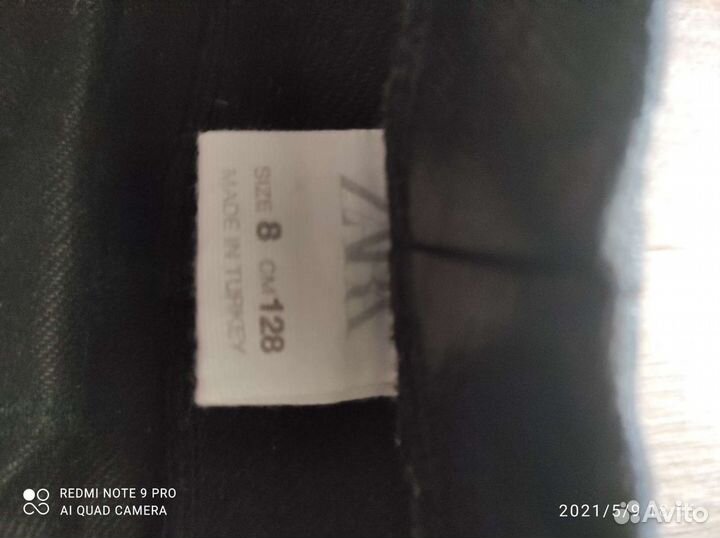 ZARA
SIZE 8 CM 128
MADE IN TURKEY
REDMI NOTE 9 PRO
AI QUAD CAMERA
2021/5/9
Avito